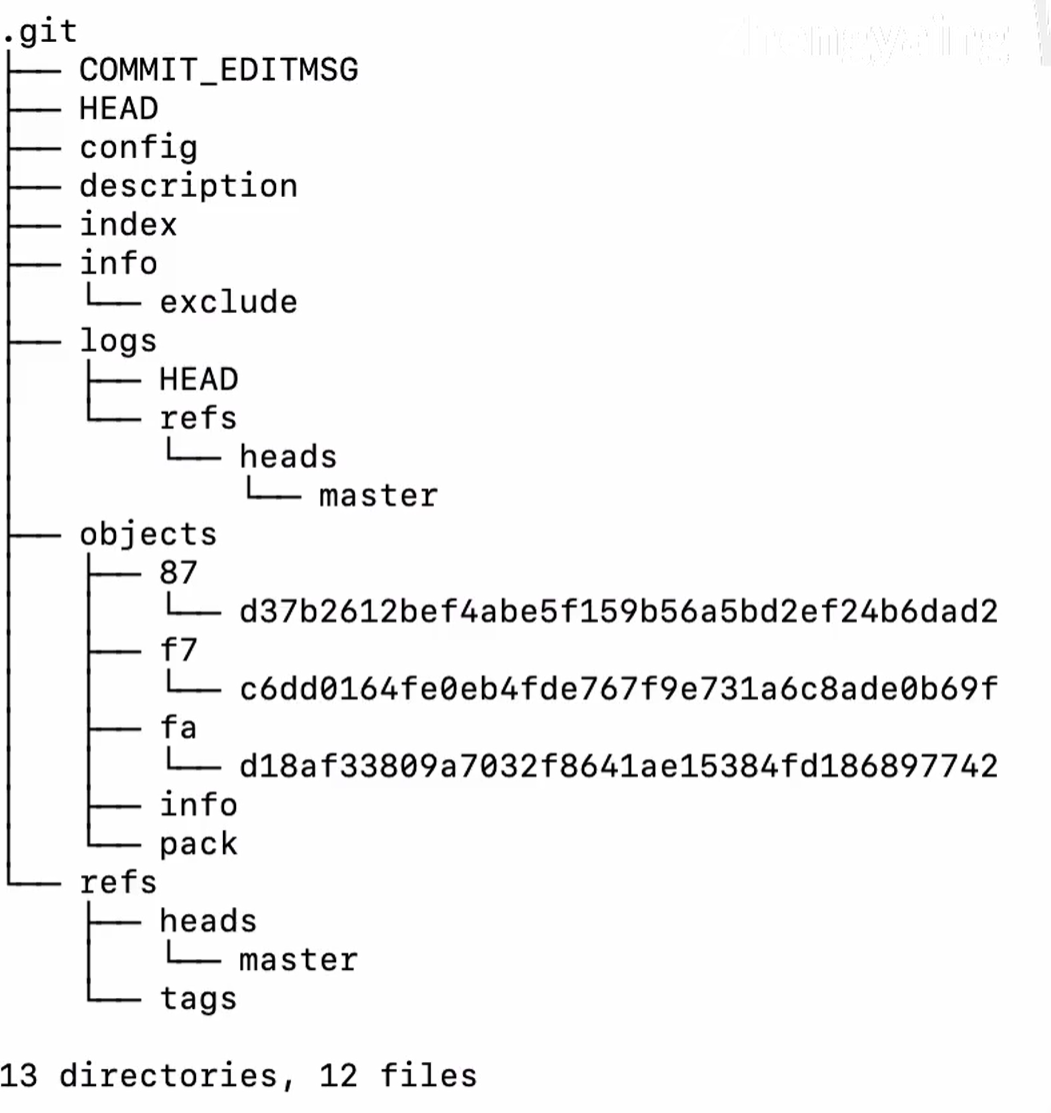 .git
├── COMMIT_EDITMSG
├── HEAD
├── config
├── description
├── index
├── info
│   └── exclude
├── logs
│   ├── HEAD
│   └── refs
│       └── heads
│           └── master
├── objects
│   ├── 87
│   │   └── d37b2612bef4abe5f159b56a5bd2ef24b6dad2
│   ├── f7
│   │   └── c6dd0164fe0eb4fde767f9e731a6c8ade0b69f
│   ├── fa
│   │   └── d18af33809a7032f8641ae15384fd186897742
│   ├── info
│   └── pack
└── refs
    ├── heads
    │   └── master
    └── tags
13 directories, 12 files